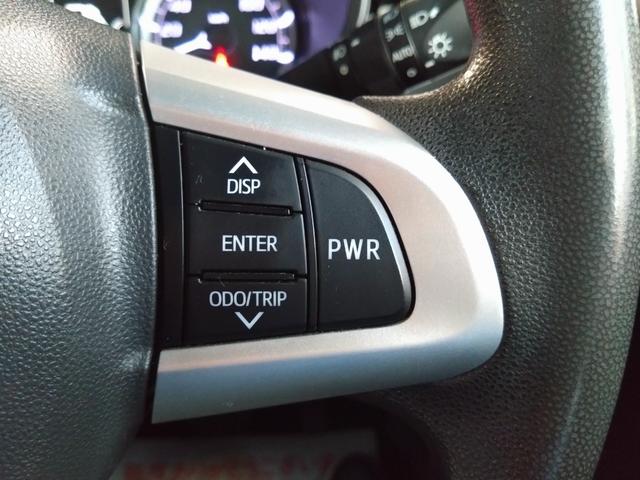 AUTO
DISP
ENTER
PWR
ODO/TRIP